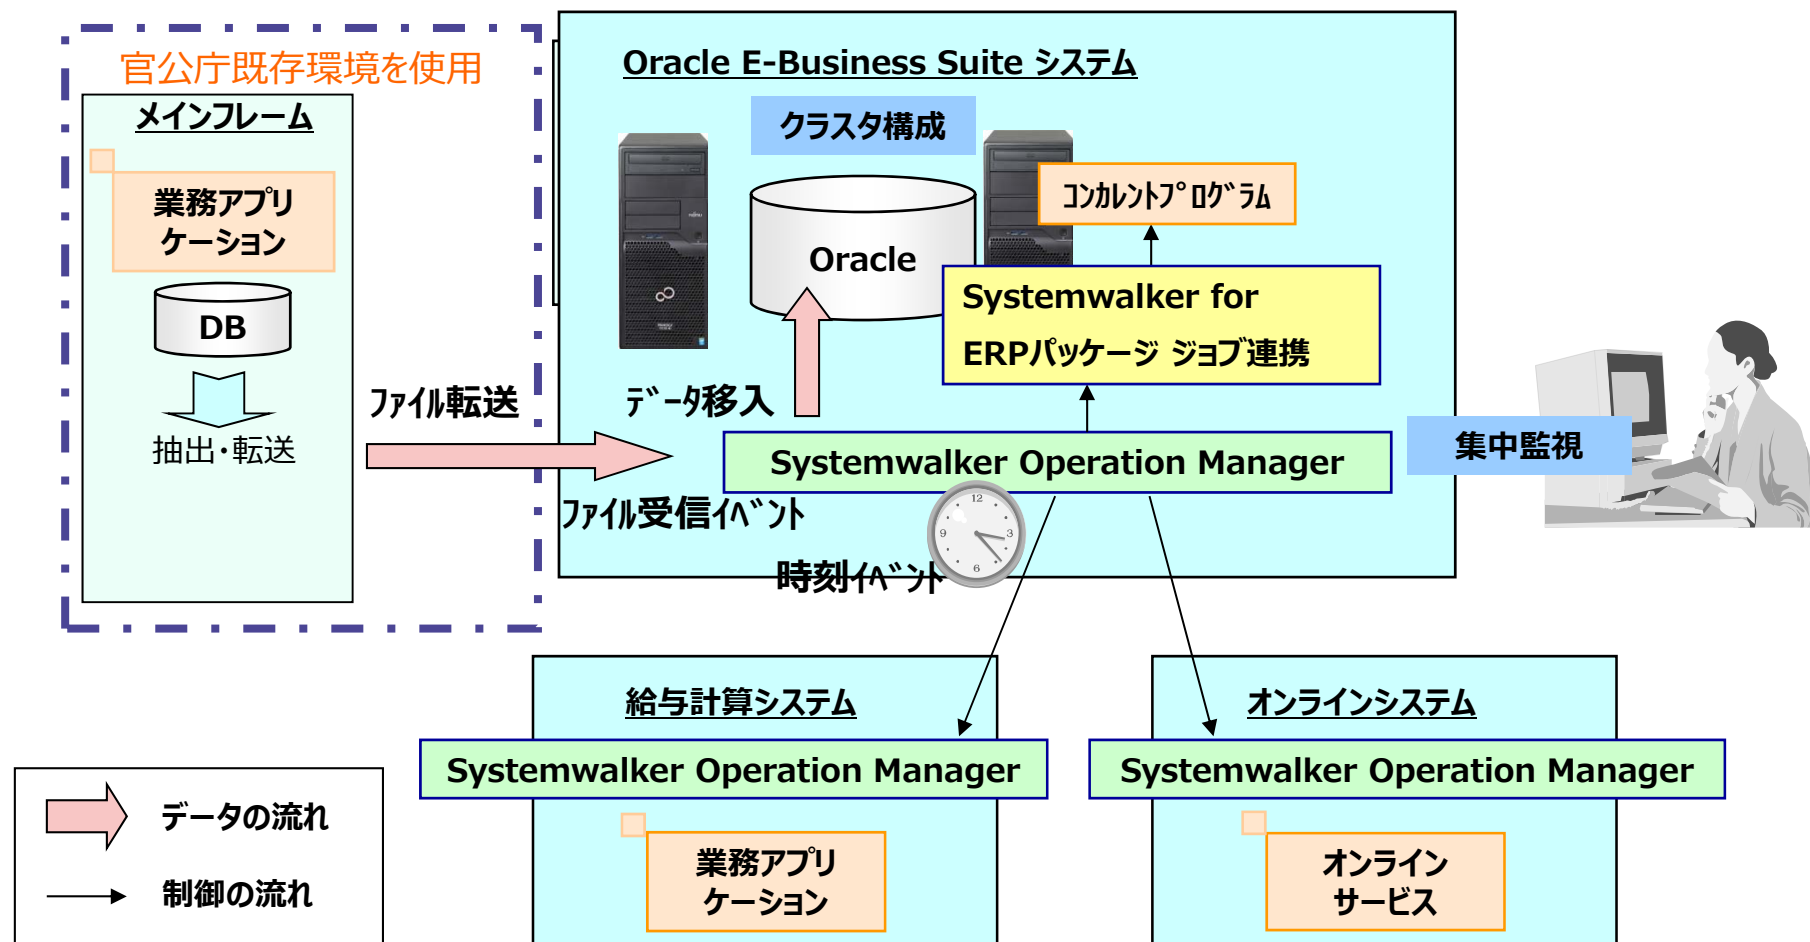 官公庁既存環境を使用
メインフレーム
業務アプリ
ケーション
DB
抽出・転送
ファイル転送
Oracle E-Business Suite システム
クラスタ構成
Oracle
コンカレントプログラム
Systemwalker for
ERPパッケージ ジョブ連携
データ移入
Systemwalker Operation Manager
集中監視
ファイル受信イベント
12
9
3
6
時刻イベント
給与計算システム
Systemwalker Operation Manager
業務アプリ
ケーション
オンラインシステム
Systemwalker Operation Manager
オンライン
サービス
データの流れ
制御の流れ